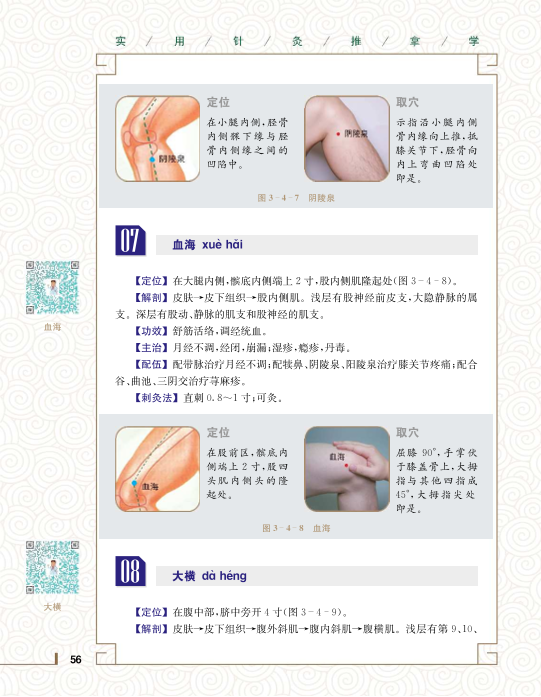 实 / 用 / 针 / 灸 / 推 / 拿 / 学
定位
在小腿内侧，胫骨
内侧髁下缘与胫
骨内侧缘之间的
凹陷中。
阴陵泉
取穴
示指沿小腿内侧
骨内缘向上推，抵
膝关节下，胫骨向
内上弯曲凹陷处
即是。
阴陵泉
图 3-4-7 阴陵泉
07
血海 xuè hǎi
【定位】在大腿内侧，髌底内侧端上 2 寸，股内侧肌隆起处(图 3-4-8)。
【解剖】皮肤→皮下组织→股内侧肌。浅层有股神经前皮支，大隐静脉的属
支。深层有股动、静脉的肌支和股神经的肌支。
【功效】舒筋活络，调经统血。
【主治】月经不调，经闭，崩漏；湿疹，瘾疹，丹毒。
【配伍】配带脉治疗月经不调；配犊鼻、阴陵泉、阳陵泉治疗膝关节疼痛；配合
谷、曲池、三阴交治疗荨麻疹。
【刺灸法】直刺 0.8～1 寸；可灸。
血海
定位
在股前区，髌底内
侧端上 2 寸，股四
头肌内侧头的隆
起处。
血海
取穴
屈膝 90°，手掌伏
于膝盖骨上，大拇
指与其他四指成
45°，大拇指尖处
即是。
血海
图 3-4-8 血海
08
大横 dà héng
【定位】在腹中部，脐中旁开 4 寸(图 3-4-9)。
【解剖】皮肤→皮下组织→腹外斜肌→腹内斜肌→腹横肌。浅层有第 9、10、
大横
56